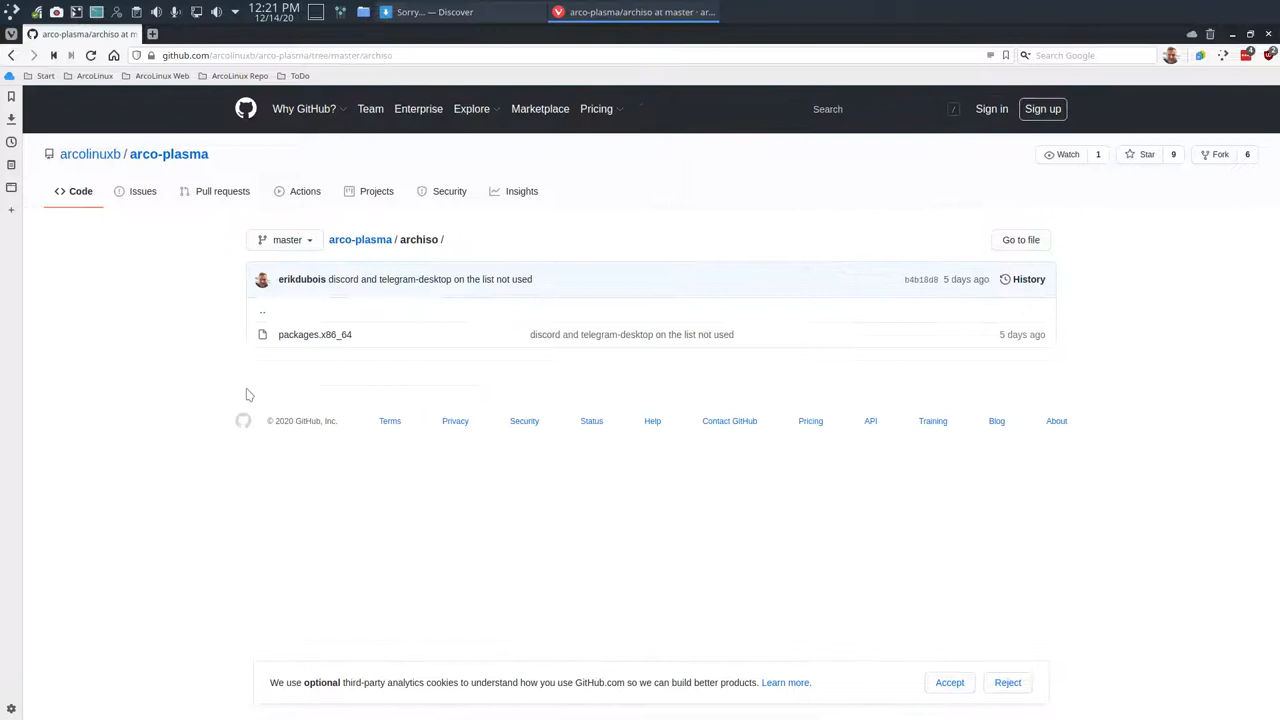 12:21 PM
12/14/20
Sorry... — Discover
arco-plasma/archiso at master · ar...
arco-plasma/archiso at m
github.com/arcolinuxb/arco-plasma/tree/master/archiso
Search Google
4
2
Start
ArcoLinux
ArcoLinux Web
ArcoLinux Repo
ToDo
Why GitHub?
Team
Enterprise
Explore
Marketplace
Pricing
Search
/
Sign in
Sign up
arcolinuxb / arco-plasma
Watch 1
Star 9
Fork 6
Code
Issues
Pull requests
Actions
Projects
Security
Insights
master
arco-plasma / archiso /
Go to file
erikdubois discord and telegram-desktop on the list not used
b4b18d8 5 days ago
History
..
packages.x86_64
discord and telegram-desktop on the list not used
5 days ago
© 2020 GitHub, Inc.
Terms
Privacy
Security
Status
Help
Contact GitHub
Pricing
API
Training
Blog
About
We use optional third-party analytics cookies to understand how you use GitHub.com so we can build better products. Learn more.
Accept
Reject